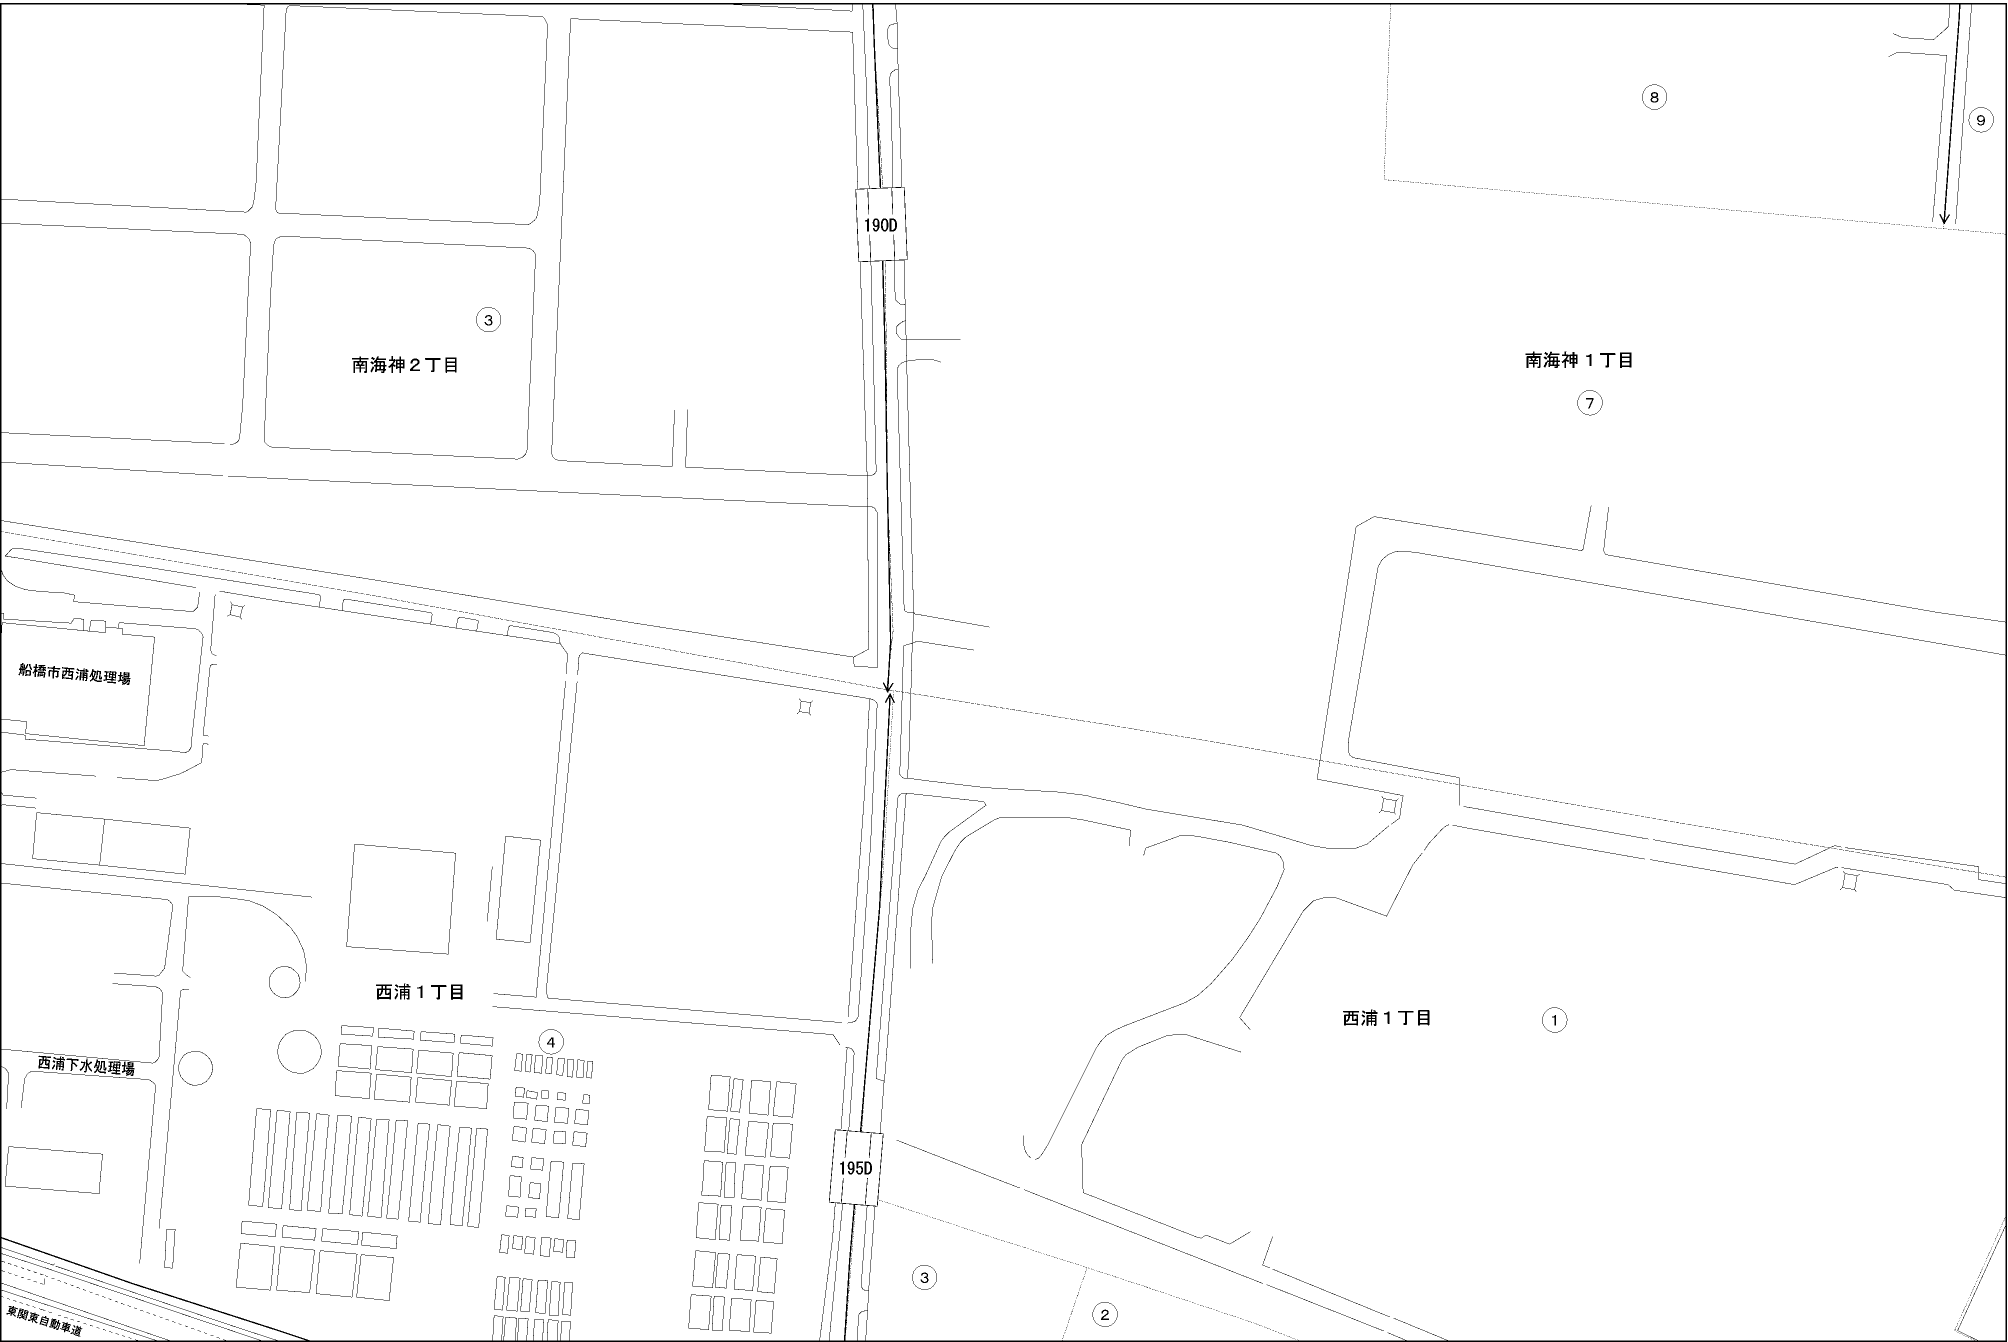 8
9
190D
3
南海神２丁目
南海神１丁目
7
船橋市西浦処理場
西浦１丁目
西浦１丁目
1
4
西浦下水処理場
195D
3
2
東関東自動車道